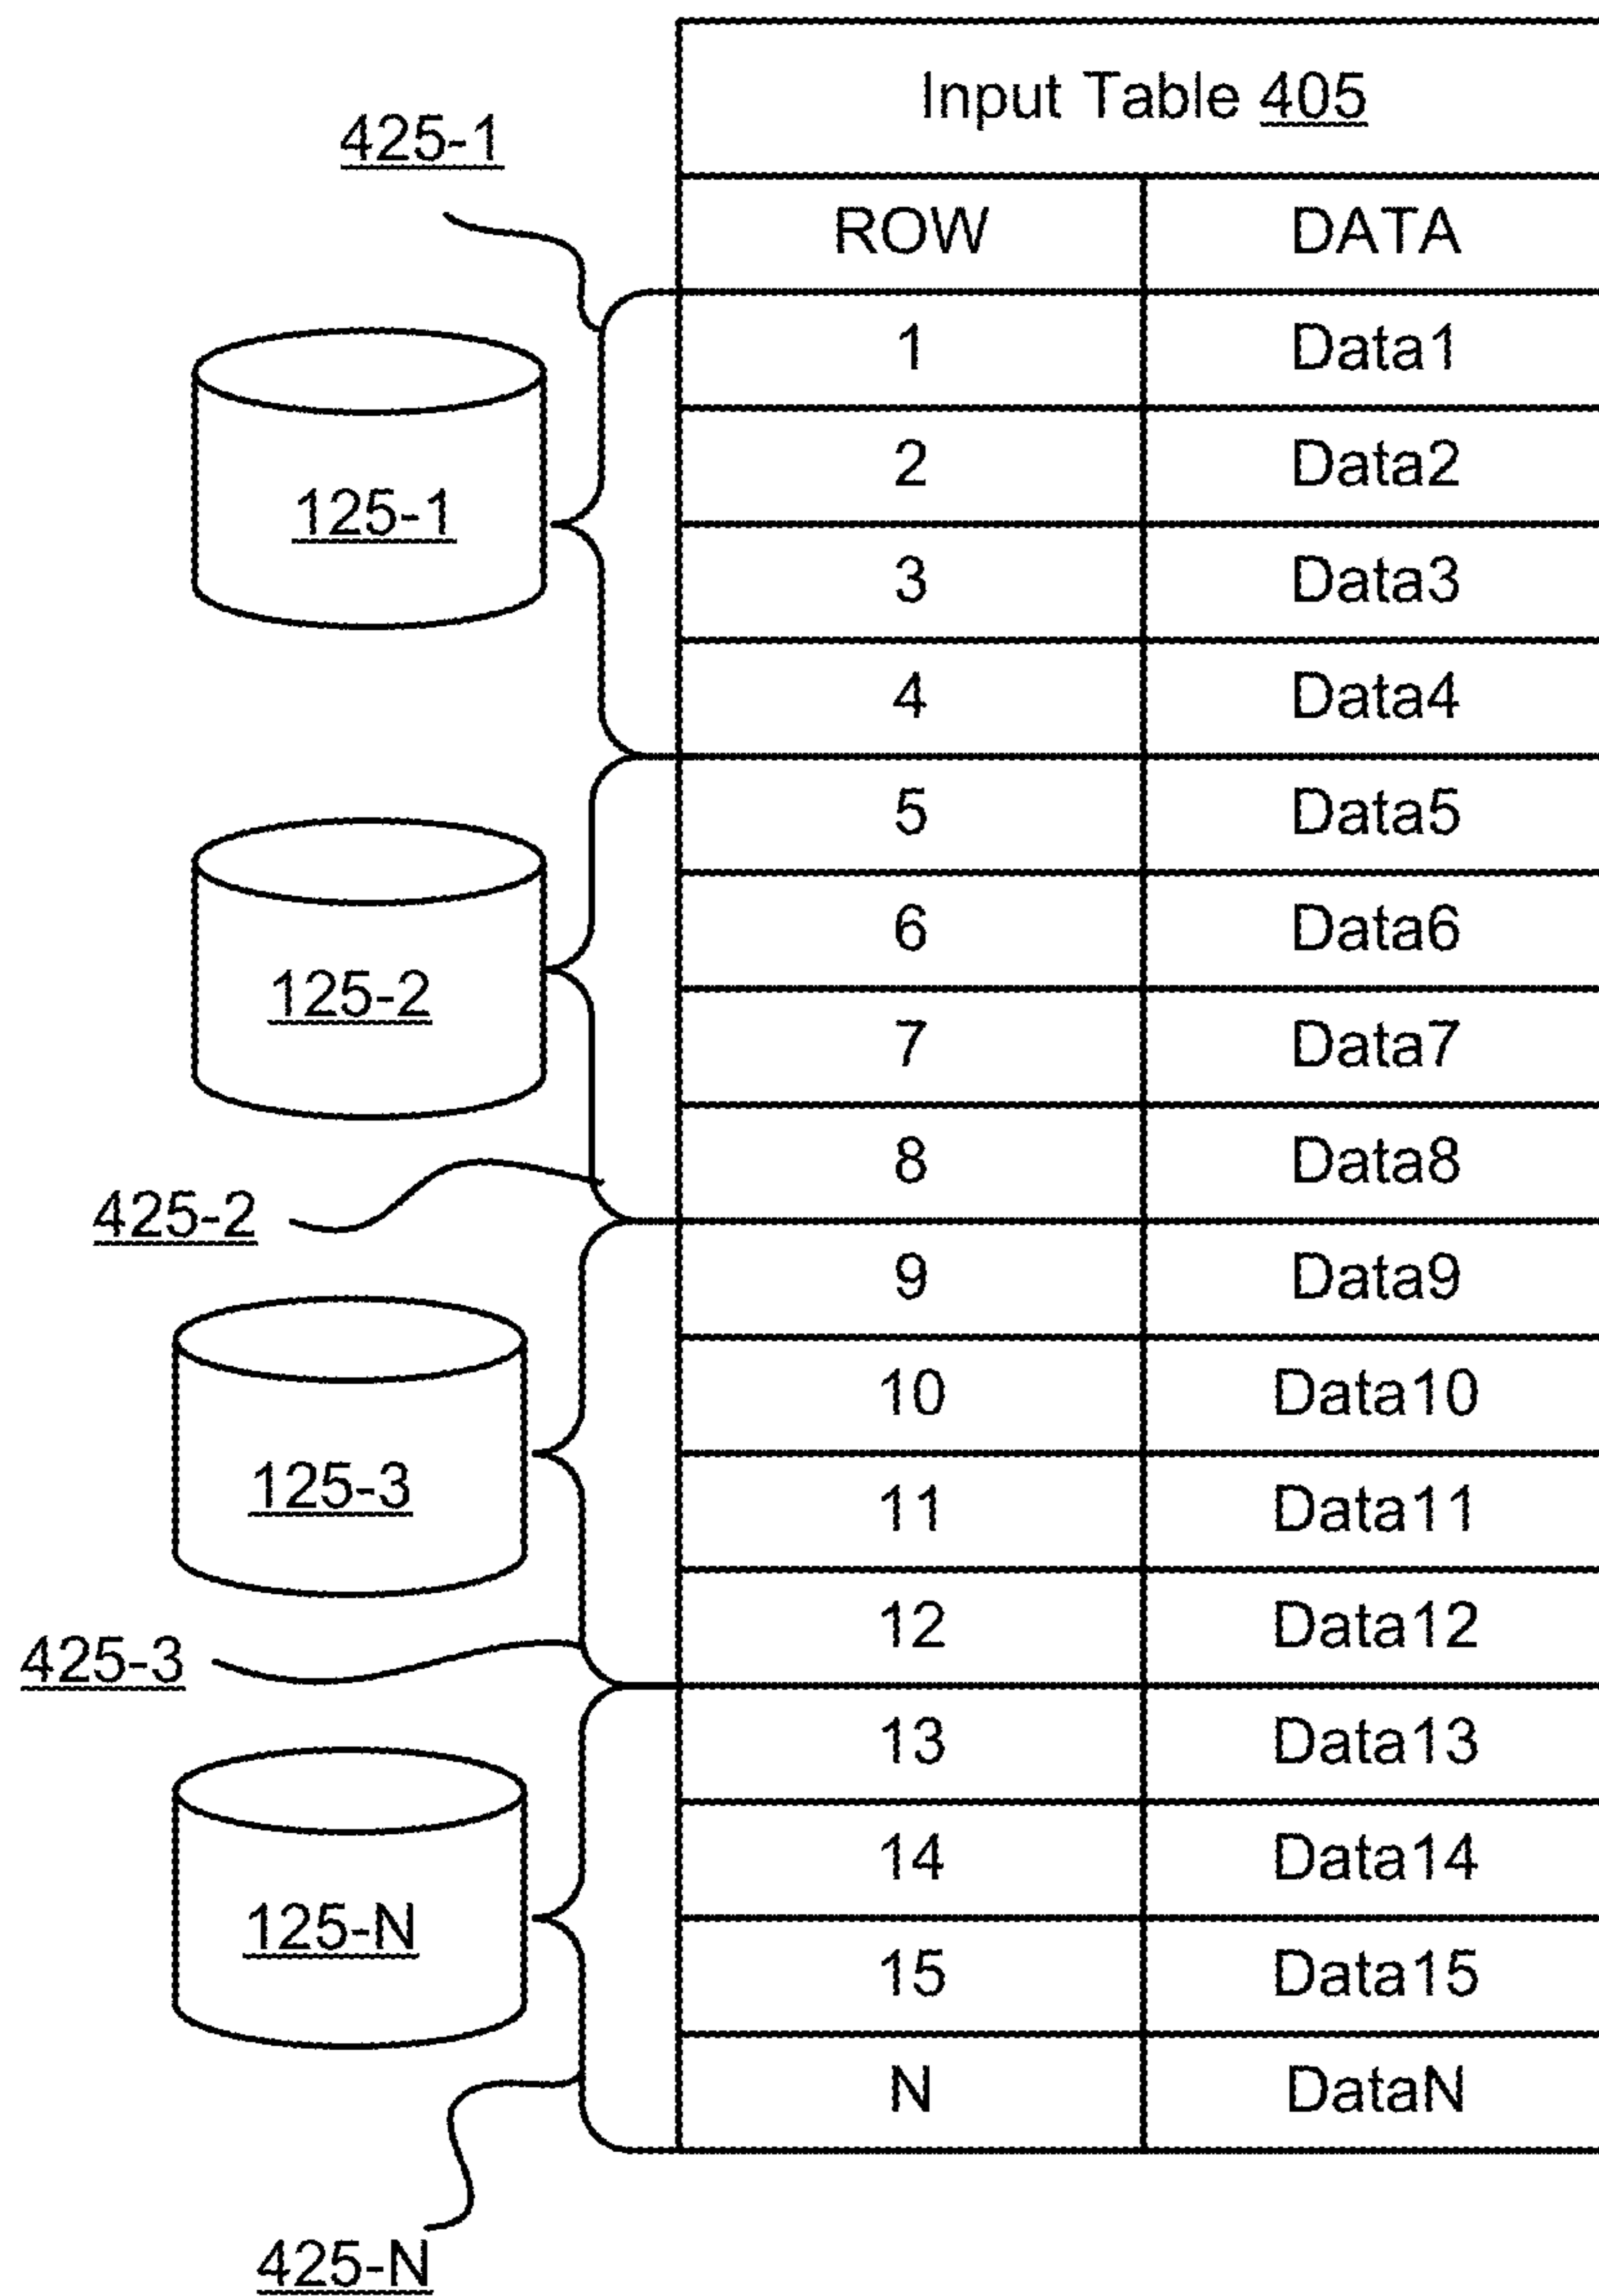 Input Table 405
425-1
ROW DATA
1 Data1
2 Data2
125-1
3 Data3
4 Data4
5 Data5
6 Data6
125-2
7 Data7
8 Data8
425-2
9 Data9
10 Data10
125-3
11 Data11
12 Data12
425-3
13 Data13
14 Data14
125-N
15 Data15
N DataN
425-N